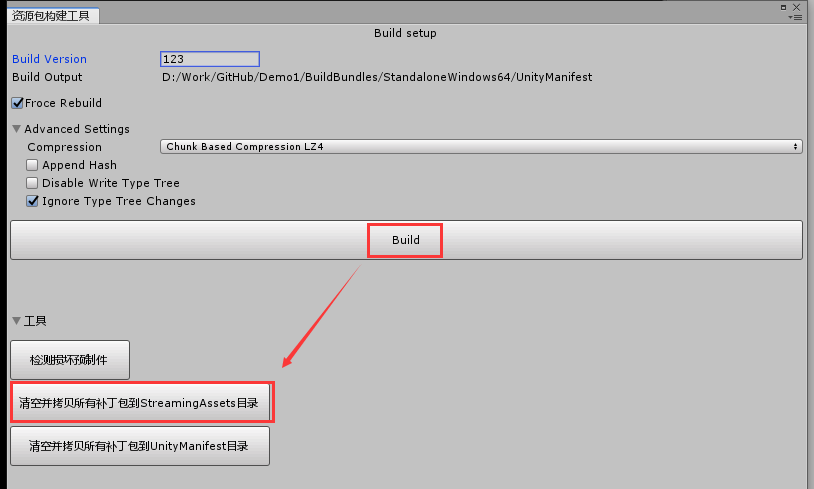 资源包构建工具
Build setup
Build Version 123
Build Output D:/Work/GitHub/Demo1/BuildBundles/StandaloneWindows64/UnityManifest
Froce Rebuild
Advanced Settings
Compression Chunk Based Compression LZ4
Append Hash
Disable Write Type Tree
Ignore Type Tree Changes
Build
工具
检测损坏预制件
清空并拷贝所有补丁包到StreamingAssets目录
清空并拷贝所有补丁包到UnityManifest目录